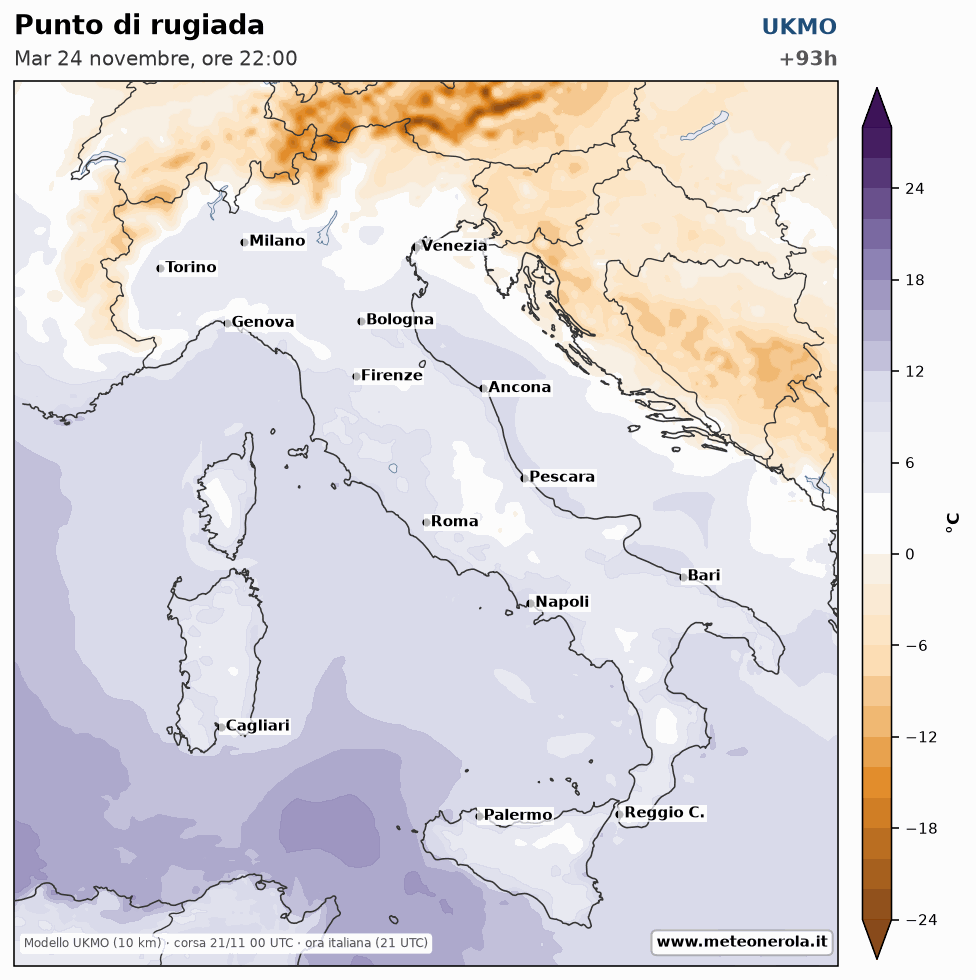 Punto di rugiada
UKMO
Mar 24 novembre, ore 22:00
+93h
Milano
Venezia
Torino
Genova
Bologna
Firenze
Ancona
Pescara
Roma
Bari
Napoli
Cagliari
Palermo
Reggio C.
24
18
12
6
0
−6
−12
−18
−24
°C
Modello UKMO (10 km) · corsa 21/11 00 UTC · ora italiana (21 UTC)
www.meteonerola.it